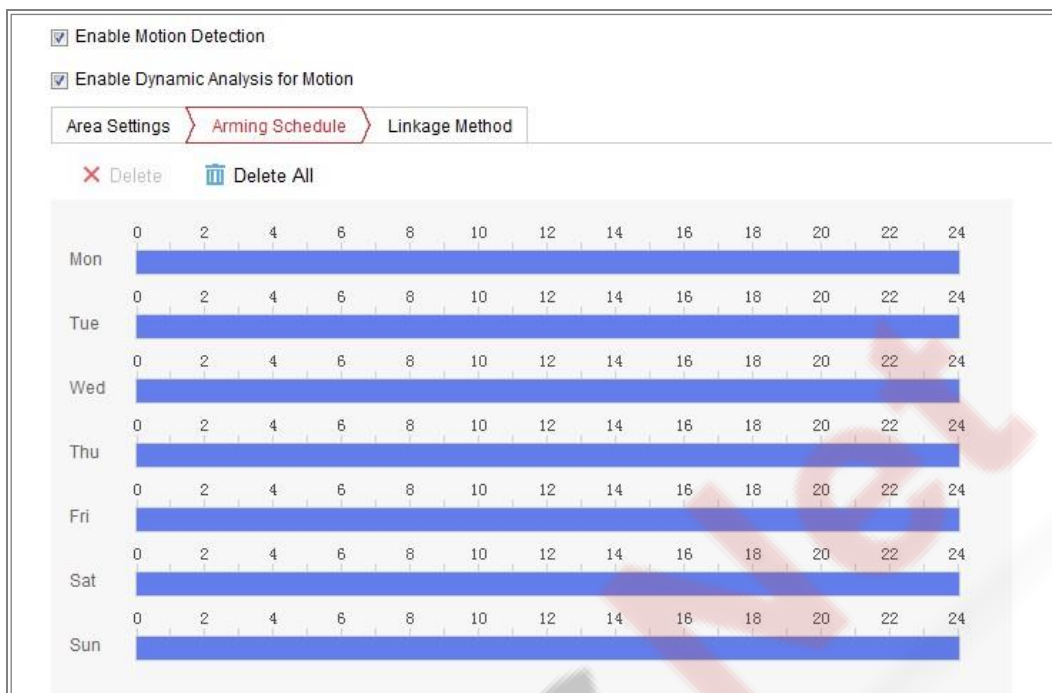 Enable Motion Detection
Enable Dynamic Analysis for Motion
Area Settings Arming Schedule Linkage Method
Delete Delete All
0 2 4 6 8 10 12 14 16 18 20 22 24
Mon
0 2 4 6 8 10 12 14 16 18 20 22 24
Tue
0 2 4 6 8 10 12 14 16 18 20 22 24
Wed
0 2 4 6 8 10 12 14 16 18 20 22 24
Thu
0 2 4 6 8 10 12 14 16 18 20 22 24
Fri
0 2 4 6 8 10 12 14 16 18 20 22 24
Sat
0 2 4 6 8 10 12 14 16 18 20 22 24
Sun
Net